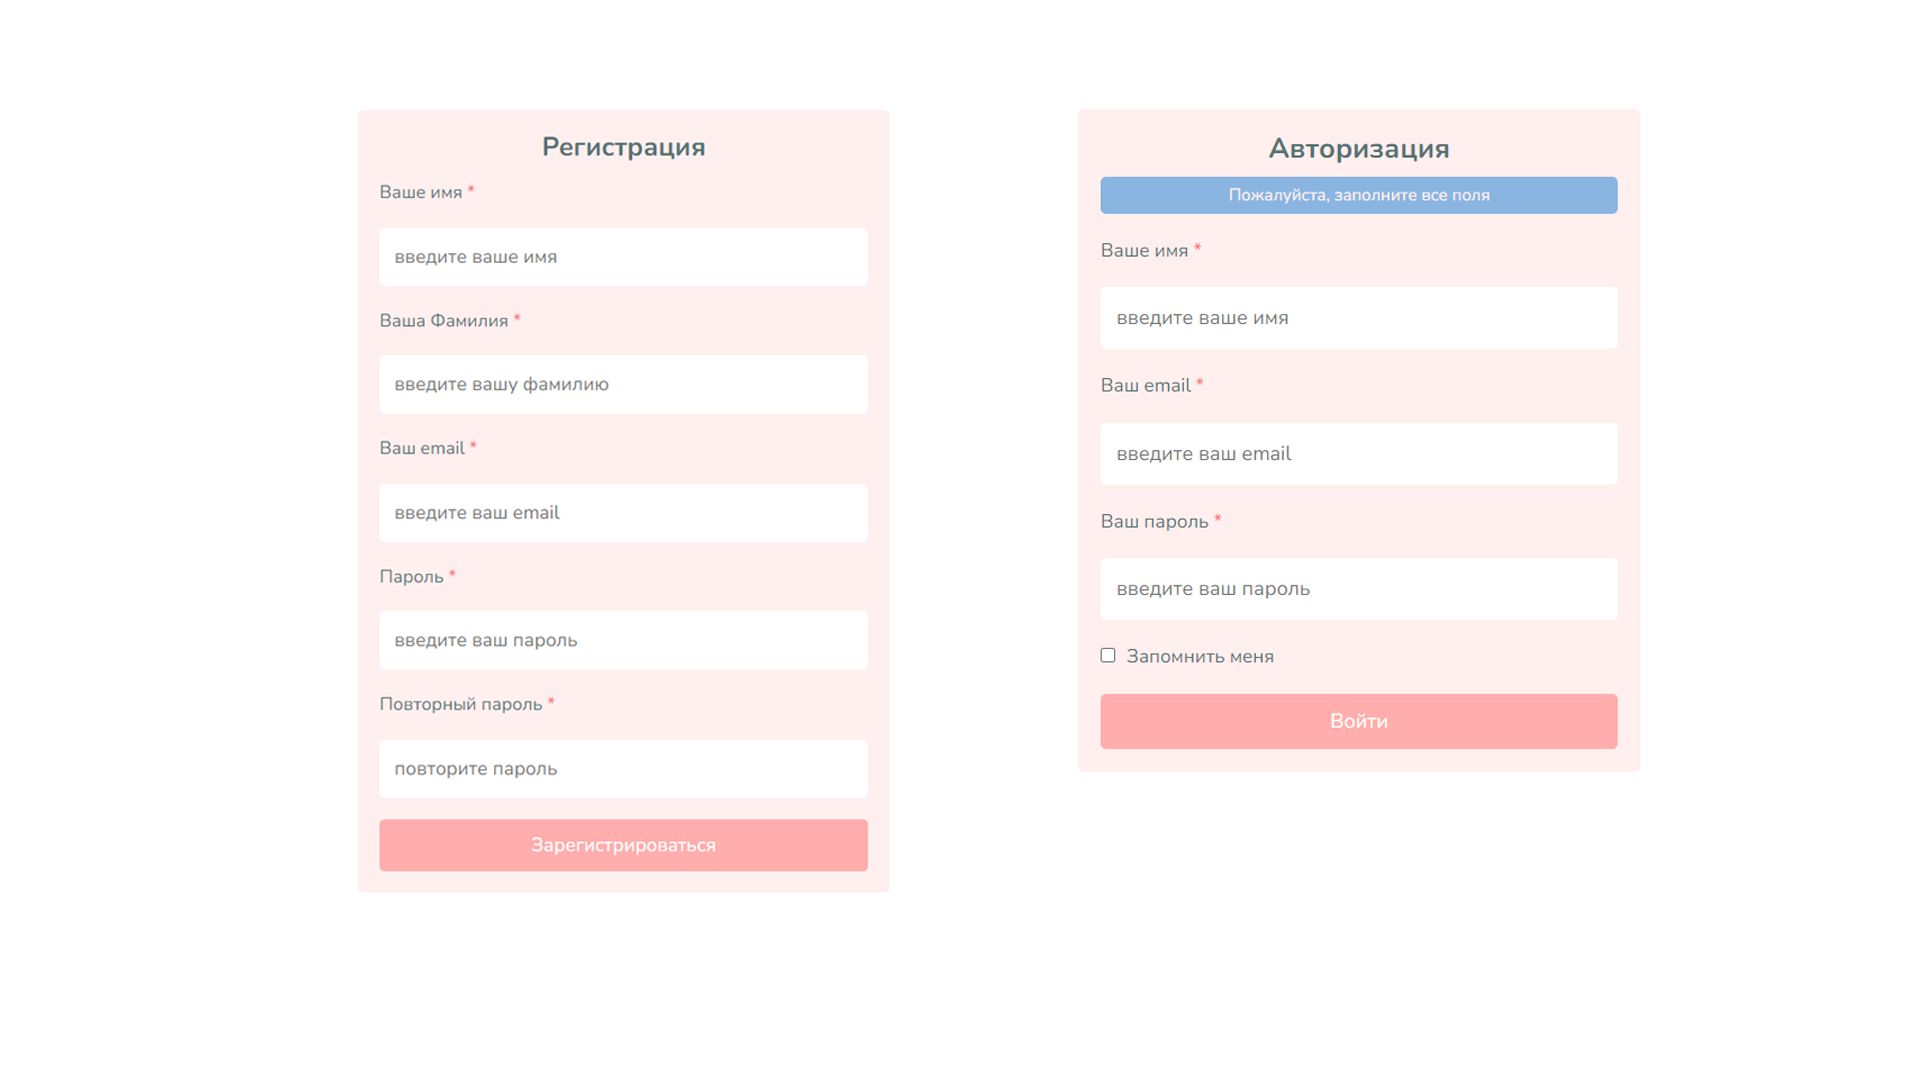 Регистрация
Ваше имя *
введите ваше имя
Ваша Фамилия *
введите вашу фамилию
Ваш email *
введите ваш email
Пароль *
введите ваш пароль
Повторный пароль *
повторите пароль
Зарегистрироваться
Авторизация
Пожалуйста, заполните все поля
Ваше имя *
введите ваше имя
Ваш email *
введите ваш email
Ваш пароль *
введите ваш пароль
Запомнить меня
Войти